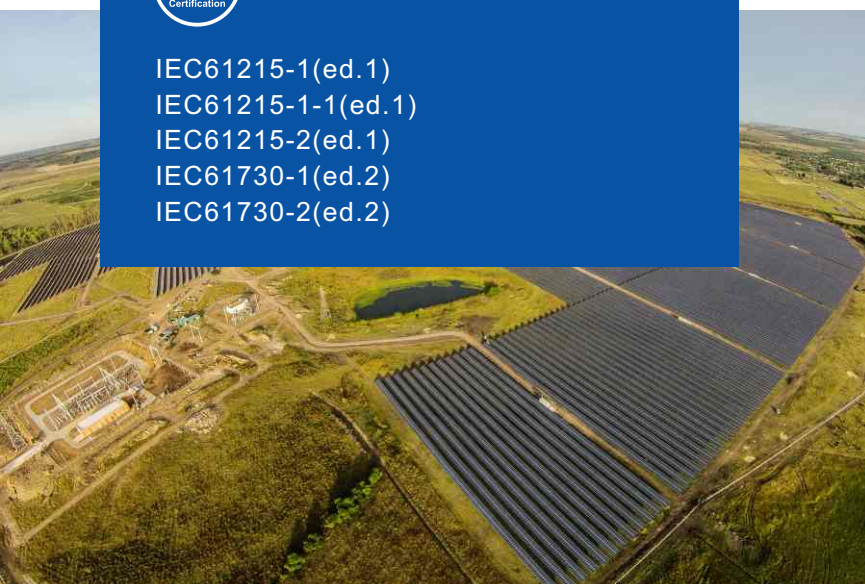 Certification
IEC61215-1(ed.1)
IEC61215-1-1(ed.1)
IEC61215-2(ed.1)
IEC61730-1(ed.2)
IEC61730-2(ed.2)